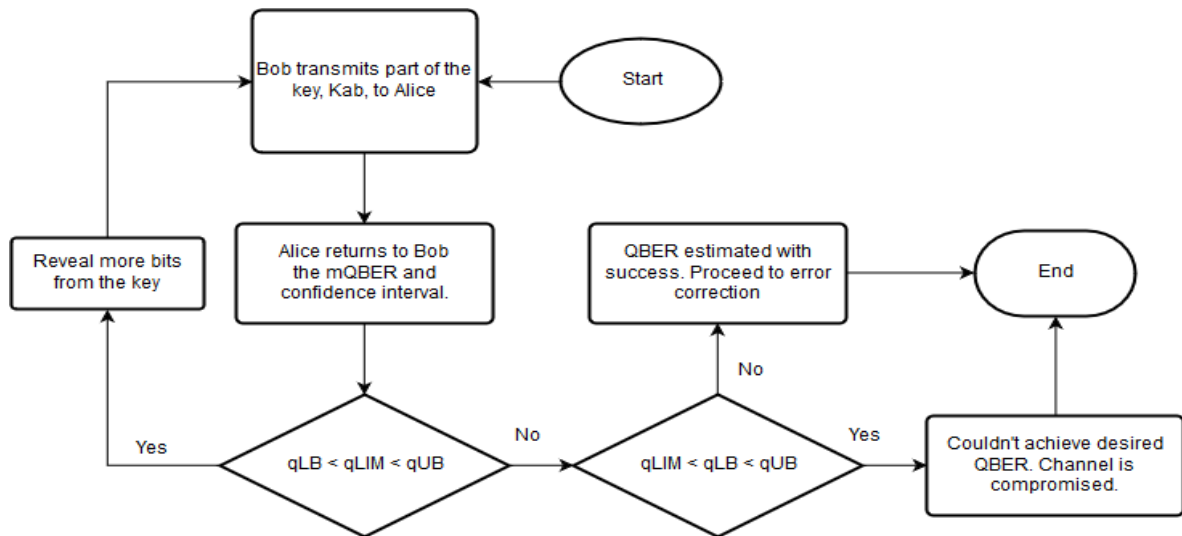 Bob transmits part of the
key, Kab, to Alice
Start
Reveal more bits
from the key
Alice returns to Bob
the mQBER and
confidence interval.
QBER estimated with
success. Proceed to error
correction
End
No
Yes
qLB < qLIM < qUB
No
qLIM < qLB < qUB
Yes
Couldn't achieve desired
QBER. Channel is
compromised.